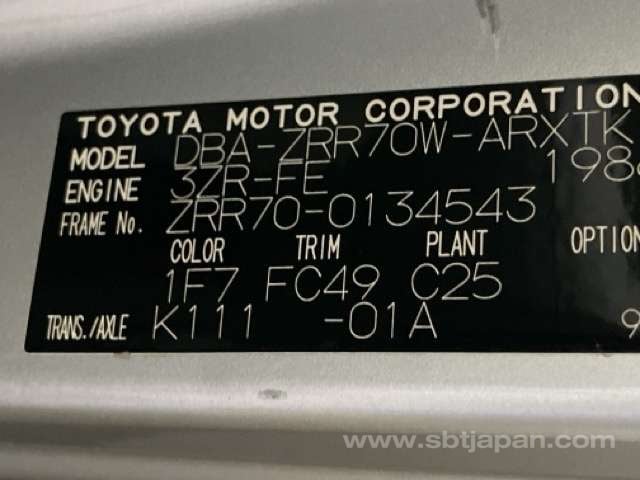 TOYOTA MOTOR CORPORATION
MODEL DBA-ZRR70W-ARXTK
ENGINE 3ZR-FE
FRAME No. ZRR70-0134543
COLOR TRIM PLANT OPTION
1F7 FC49 C25
TRANS./AXLE K111 -01A
www.sbtjapan.com